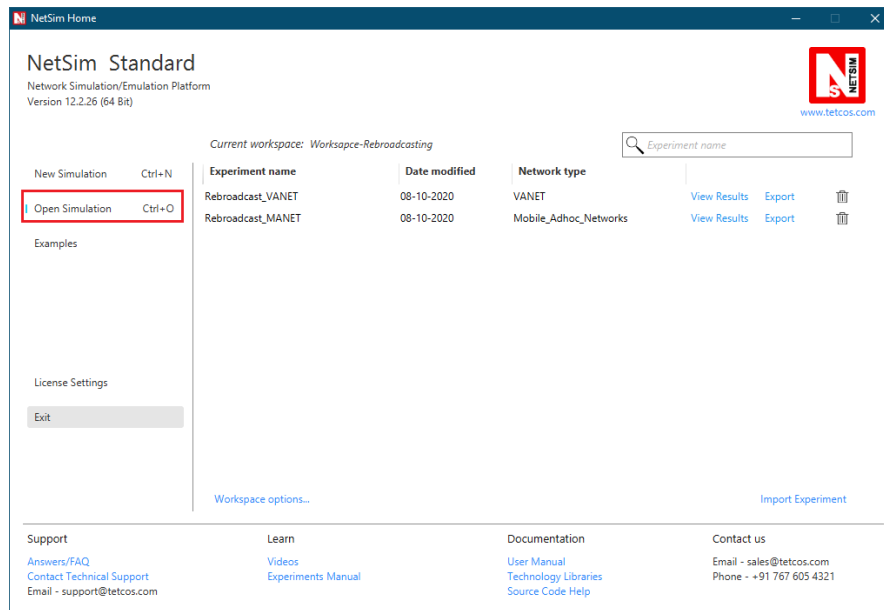 NetSim Home
NetSim Standard
Network Simulation/Emulation Platform
Version 12.2.26 (64 Bit)
N
S
NETSIM
www.tetcos.com
Current workspace: Worksapce-Rebroadcasting
Experiment name
New Simulation Ctrl+N
Open Simulation Ctrl+O
Examples
License Settings
Exit
Experiment name Date modified Network type
Rebroadcast_VANET 08-10-2020 VANET View Results Export
Rebroadcast_MANET 08-10-2020 Mobile_Adhoc_Networks View Results Export
Workspace options... Import Experiment
Support
Answers/FAQ
Contact Technical Support
Email - support@tetcos.com
Learn
Videos
Experiments Manual
Documentation
User Manual
Technology Libraries
Source Code Help
Contact us
Email - sales@tetcos.com
Phone - +91 767 605 4321